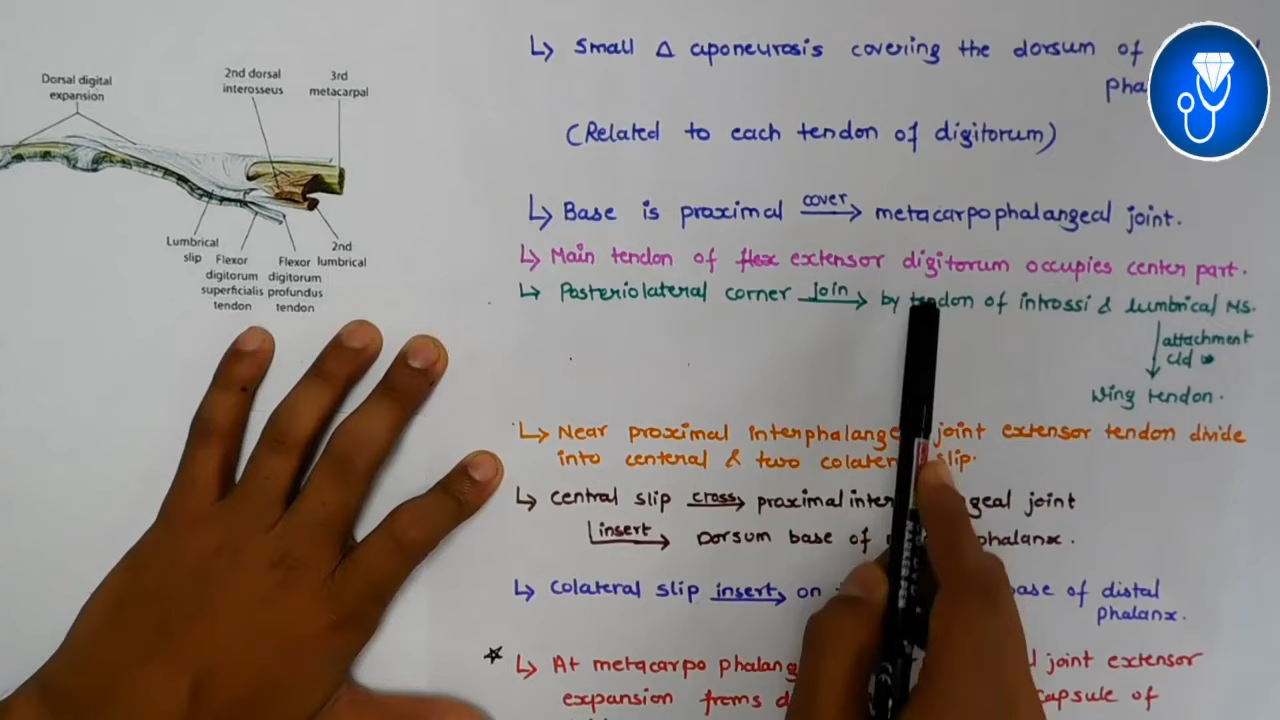 Dorsal digital
expansion
2nd dorsal
interosseus
3rd
metacarpal
Lumbrical
slip
Flexor
digitorum
superficialis
tendon
Flexor
digitorum
profundus
tendon
2nd
lumbrical
↳ Small Δ aponeurosis covering the dorsum of
(Related to each tendon of digitorum)
↳ Base is proximal cover→ metacarpophalangeal joint.
↳ Main tendon of flex extensor digitorum occupies center part.
↳ Posteriolateral corner join→ by tendon of introssi & lumbrical MS.
attachment
cld
Wing tendon.
↳ Near proximal interphalange joint extensor tendon divide
into centeral & two colater slip.
↳ central slip cross→ proximal inter geal joint
insert→ Dorsum base of phalanx.
↳ colateral slip insert→ on base of distal
phalanx.
☆ ↳ At metacarpo phalang joint extensor
expansion froms capsule of